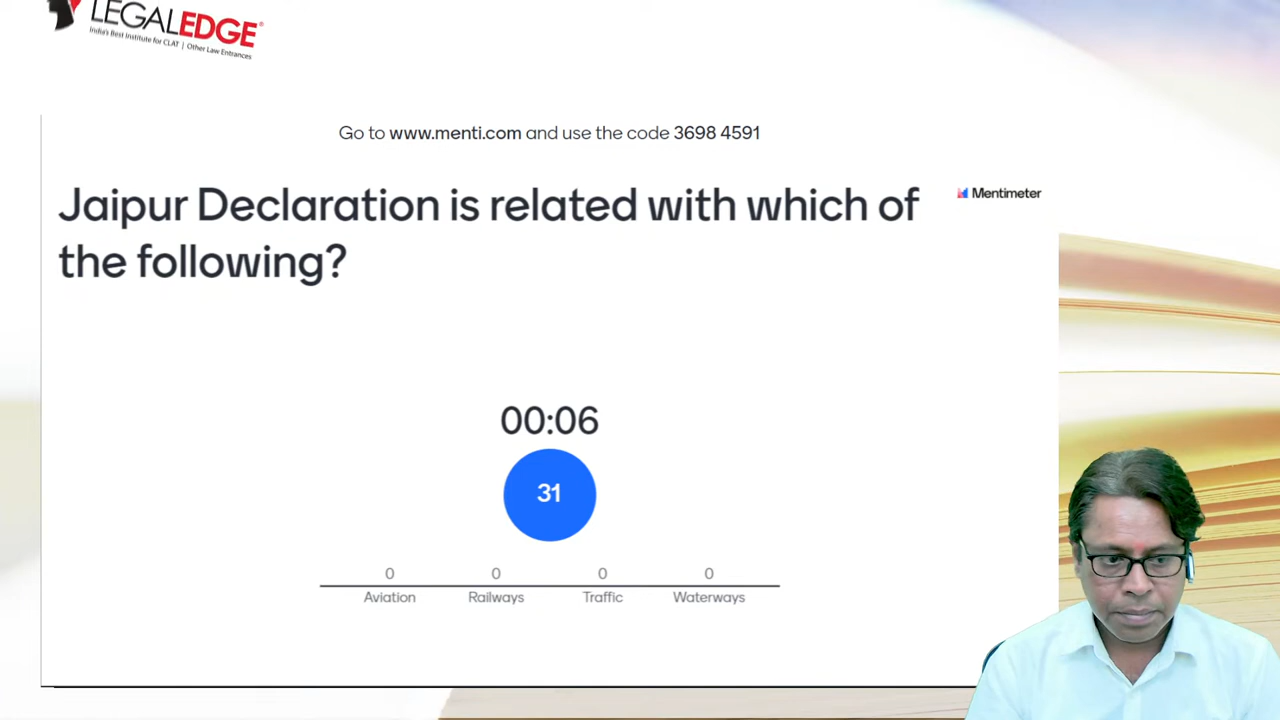 LEGALEDGE
India's Best Institute for CLAT | Other Law Entrances
Go to www.menti.com and use the code 3698 4591
Jaipur Declaration is related with which of
the following?
Mentimeter
00:06
31
0 0 0 0
Aviation Railways Traffic Waterways